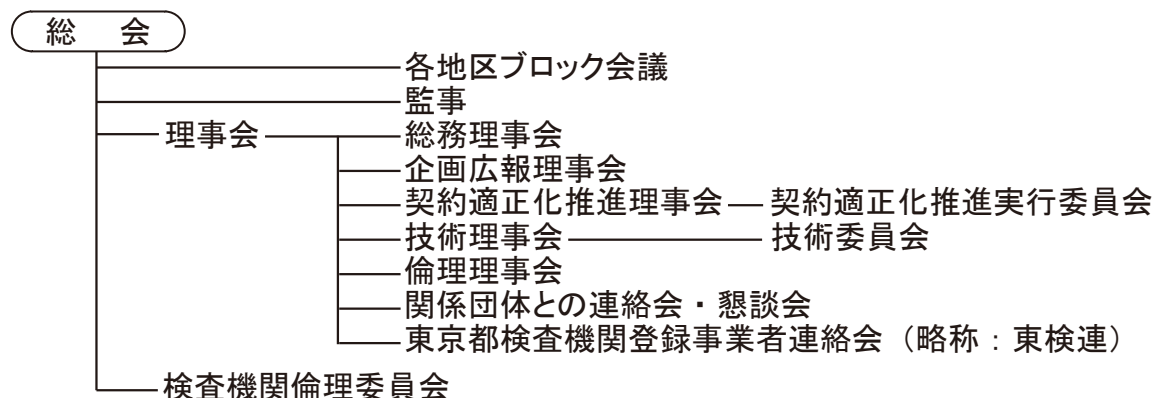 総 会
各地区ブロック会議
監事
理事会 総務理事会
企画広報理事会
契約適正化推進理事会 契約適正化推進実行委員会
技術理事会 技術委員会
倫理理事会
関係団体との連絡会・懇談会
東京都検査機関登録事業者連絡会（略称：東検連）
検査機関倫理委員会